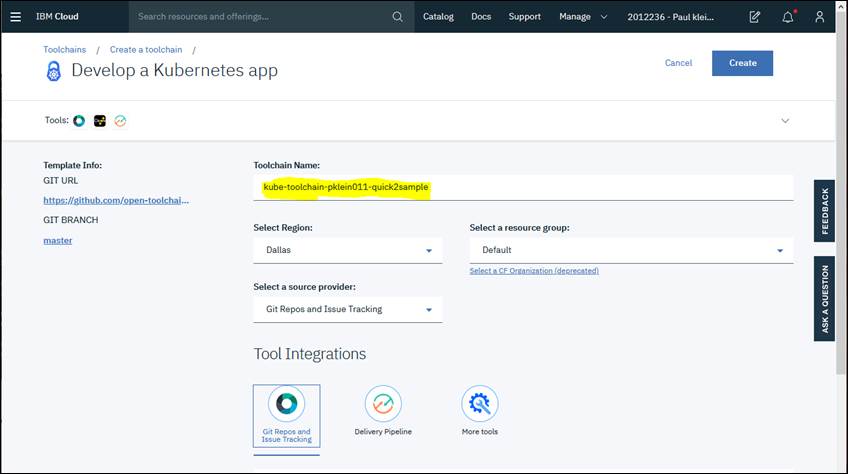 IBM Cloud
Search resources and offerings...
Catalog
Docs
Support
Manage
2012236 - Paul klei...
Toolchains / Create a toolchain /
Develop a Kubernetes app
Cancel
Create
Tools:
Template Info:
GIT URL
https://github.com/open-toolchai...
GIT BRANCH
master
Toolchain Name:
kube-toolchain-pklein011-quick2sample
Select Region:
Dallas
Select a resource group:
Default
Select a CF Organization (deprecated)
Select a source provider:
Git Repos and Issue Tracking
Tool Integrations
Git Repos and
Issue Tracking
Delivery Pipeline
More tools
FEEDBACK
ASK A QUESTION